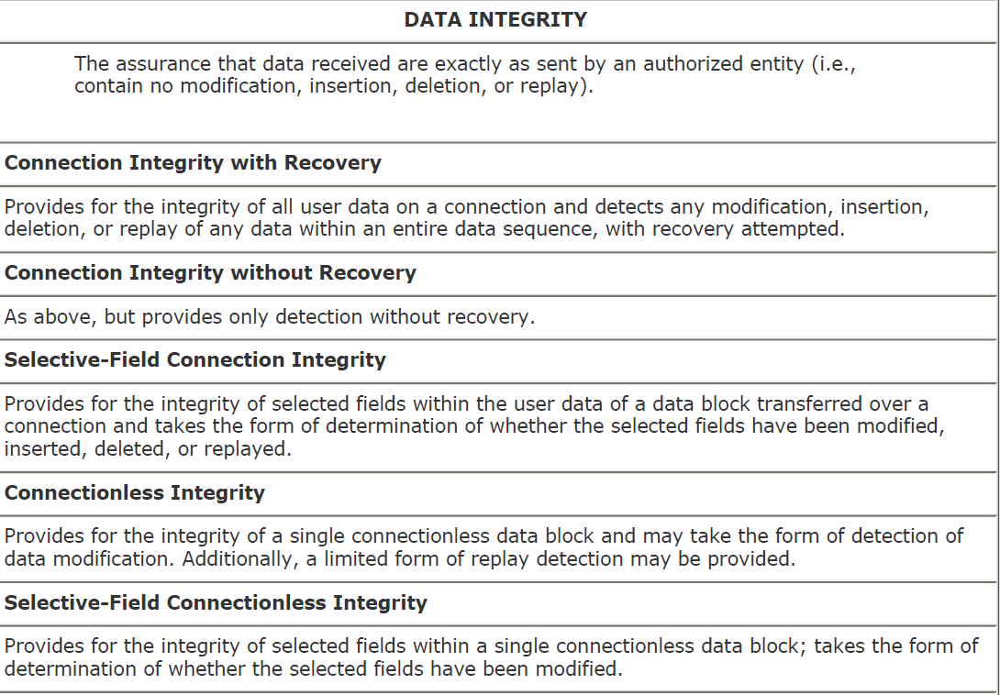 DATA INTEGRITY
The assurance that data received are exactly as sent by an authorized entity (i.e.,
contain no modification, insertion, deletion, or replay).
Connection Integrity with Recovery
Provides for the integrity of all user data on a connection and detects any modification, insertion,
deletion, or replay of any data within an entire data sequence, with recovery attempted.
Connection Integrity without Recovery
As above, but provides only detection without recovery.
Selective-Field Connection Integrity
Provides for the integrity of selected fields within the user data of a data block transferred over a
connection and takes the form of determination of whether the selected fields have been modified,
inserted, deleted, or replayed.
Connectionless Integrity
Provides for the integrity of a single connectionless data block and may take the form of detection of
data modification. Additionally, a limited form of replay detection may be provided.
Selective-Field Connectionless Integrity
Provides for the integrity of selected fields within a single connectionless data block; takes the form of
determination of whether the selected fields have been modified.